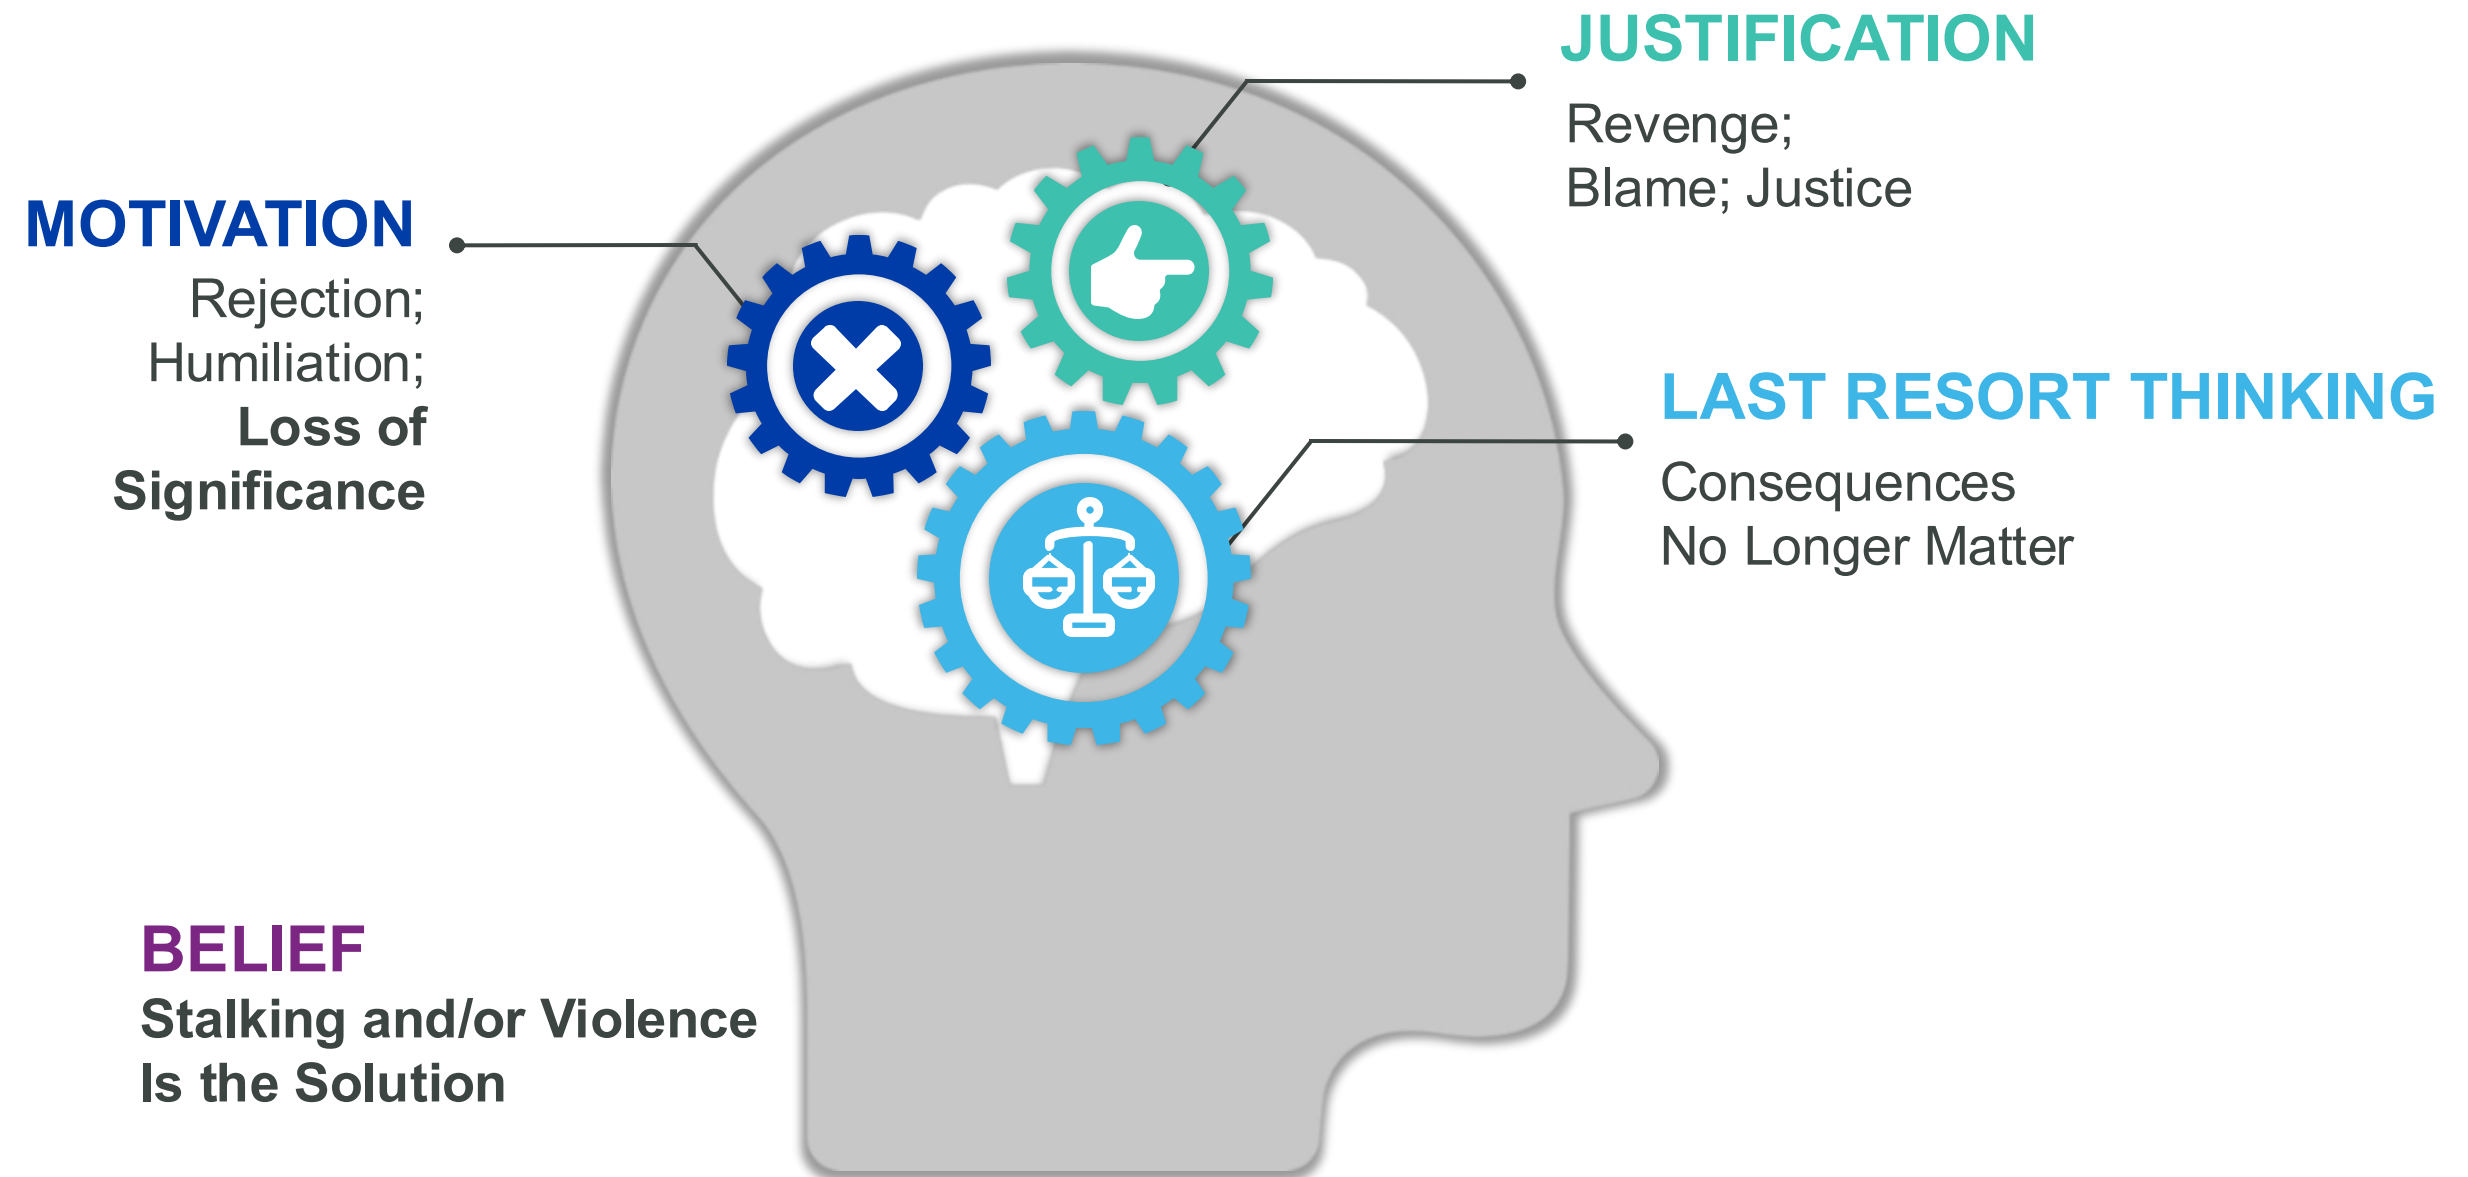 MOTIVATION
Rejection;
Humiliation;
Loss of
Significance
JUSTIFICATION
Revenge;
Blame; Justice
LAST RESORT THINKING
Consequences
No Longer Matter
BELIEF
Stalking and/or Violence
Is the Solution